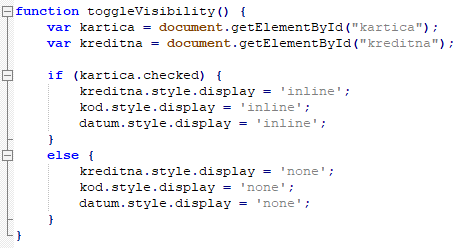 function toggleVisibility() {
    var kartica = document.getElementById("kartica");
    var kreditna = document.getElementById("kreditna");

    if (kartica.checked) {
        kreditna.style.display = 'inline';
        kod.style.display = 'inline';
        datum.style.display = 'inline';
    }
    else {
        kreditna.style.display = 'none';
        kod.style.display = 'none';
        datum.style.display = 'none';
    }
}